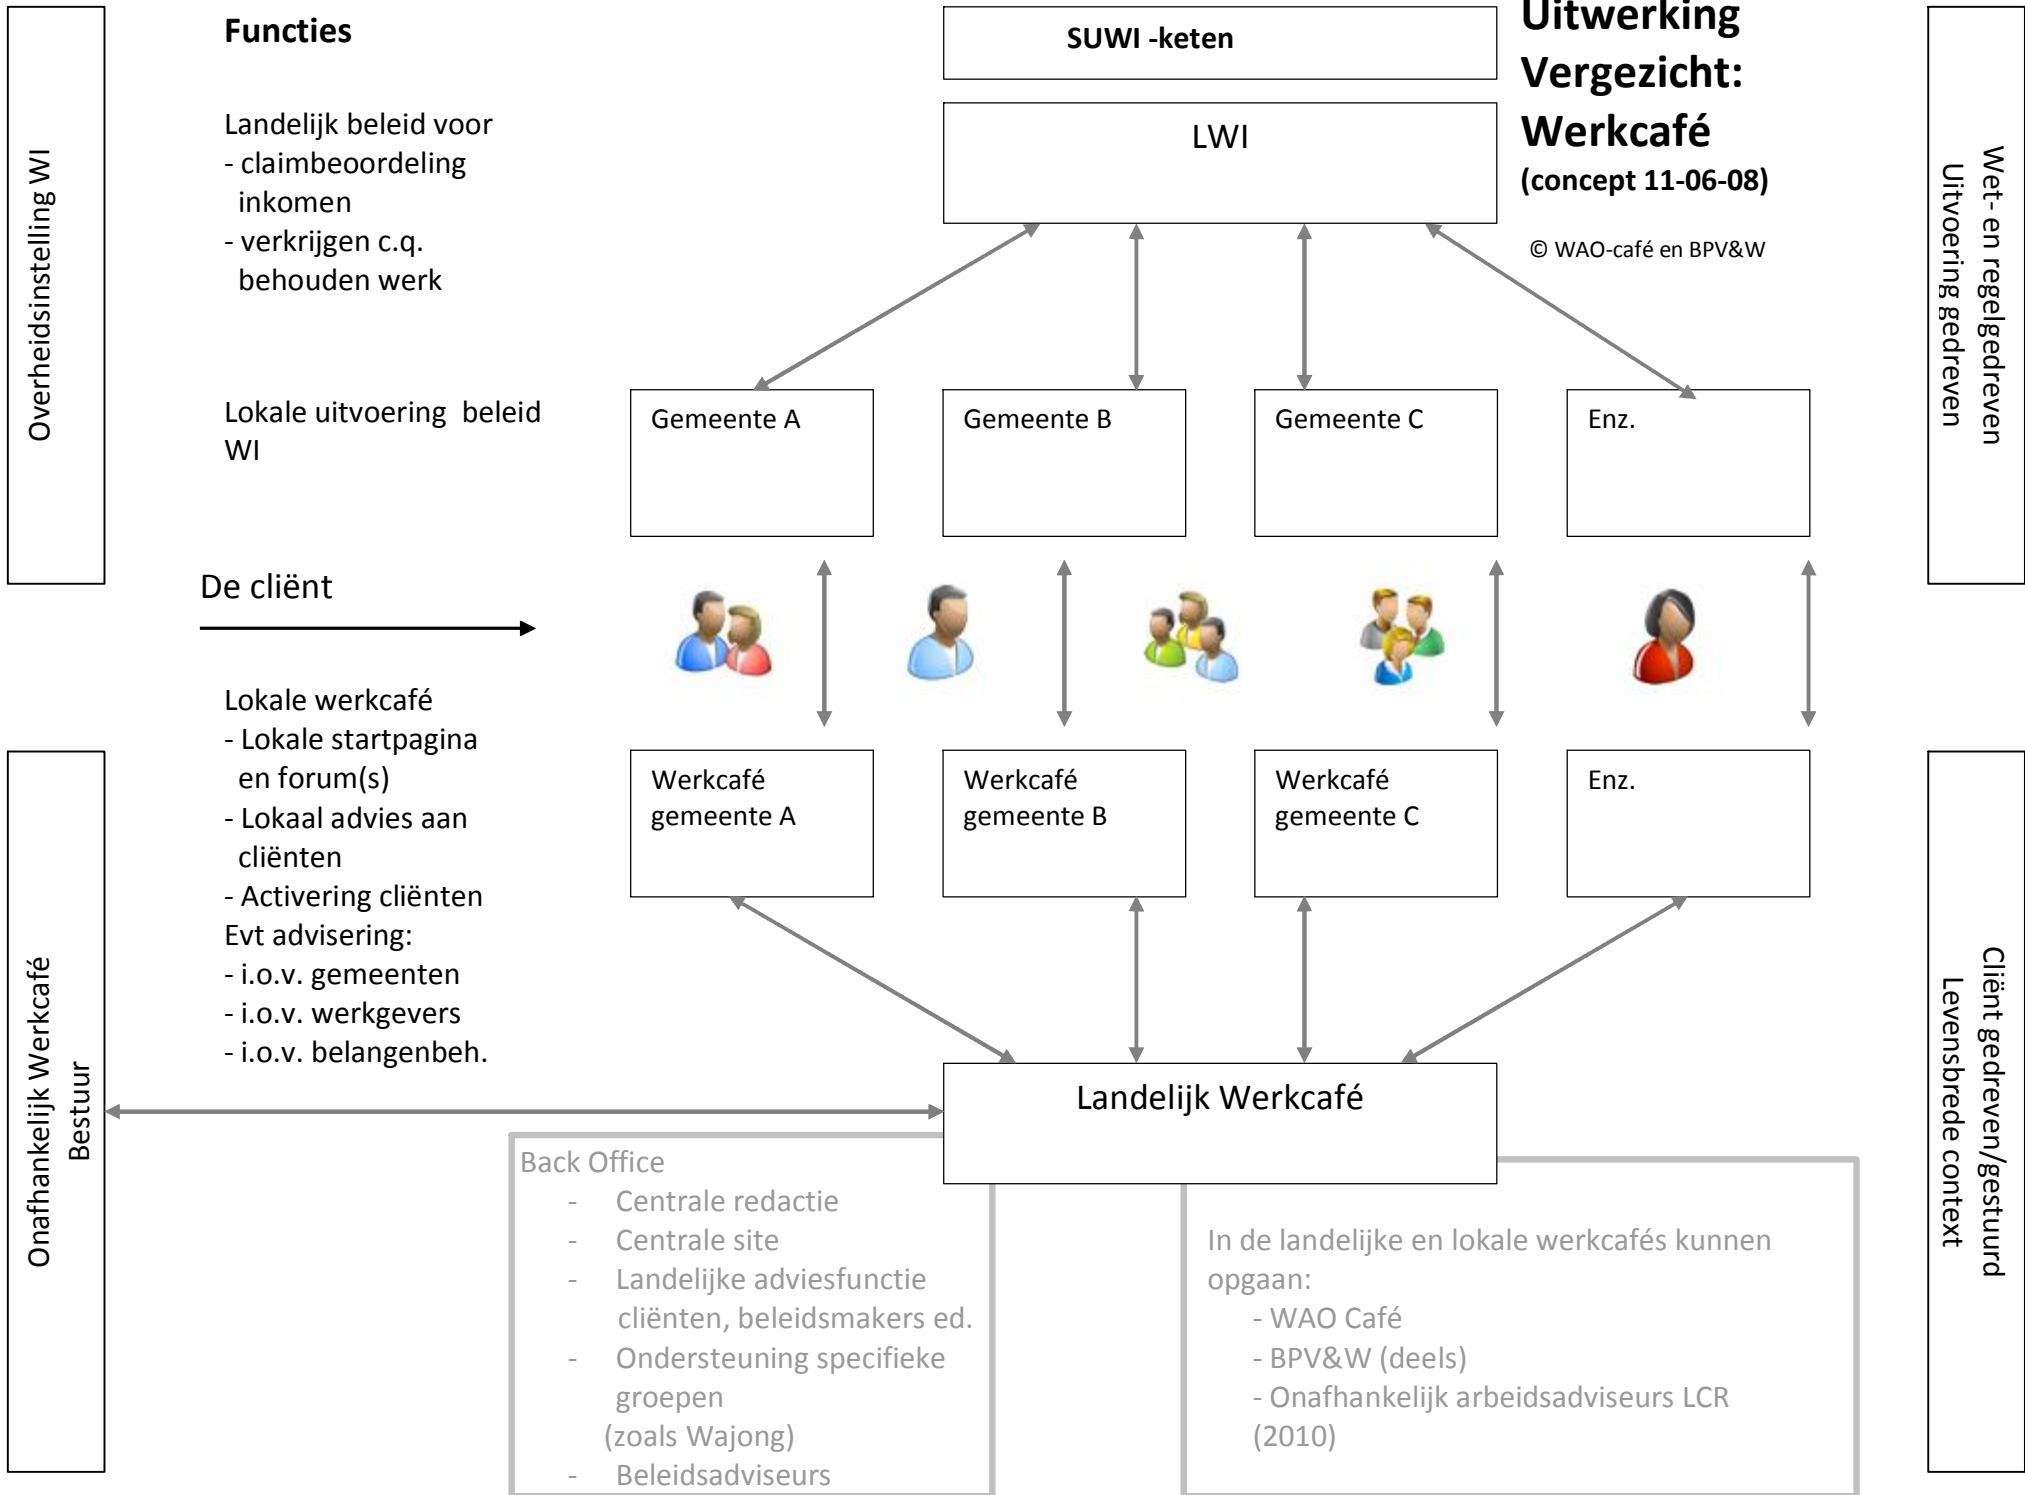 Functies
SUWI -keten
Uitwerking
Vergezicht:
Werkcafé
(concept 11-06-08)
© WAO-café en BPV&W
Overheidsinstelling WI
Landelijk beleid voor
- claimbeoordeling
inkomen
- verkrijgen c.q.
behouden werk
LWI
Wet- en regelgedreven
Uitvoering gedreven
Lokale uitvoering beleid
WI
Gemeente A
Gemeente B
Gemeente C
Enz.
De cliënt
Lokale werkcafé
- Lokale startpagina
en forum(s)
- Lokaal advies aan
cliënten
- Activering cliënten
Evt advisering:
- i.o.v. gemeenten
- i.o.v. werkgevers
- i.o.v. belangenbeh.
Werkcafé
gemeente A
Werkcafé
gemeente B
Werkcafé
gemeente C
Enz.
Onafhankelijk Werkcafé
Bestuur
Cliënt gedreven/gestuurd
Levensbrede context
Landelijk Werkcafé
Back Office
- Centrale redactie
- Centrale site
- Landelijke adviesfunctie
cliënten, beleidsmakers ed.
- Ondersteuning specifieke
groepen
(zoals Wajong)
- Beleidsadviseurs
In de landelijke en lokale werkcafés kunnen
opgaan:
- WAO Café
- BPV&W (deels)
- Onafhankelijk arbeidsadviseurs LCR
(2010)